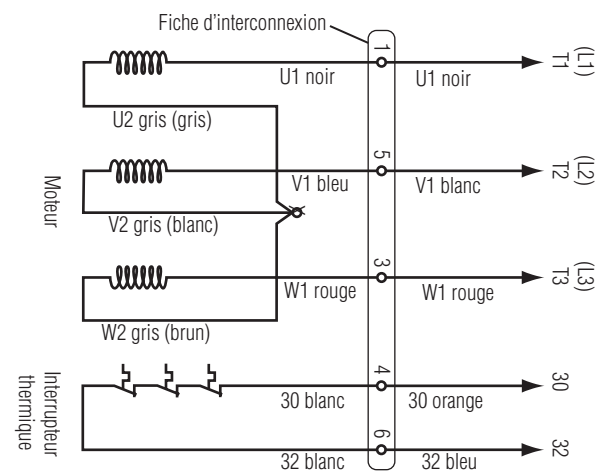 Fiche d'interconnexion
1
U1 noir
U1 noir
T1 (L1)
U2 gris (gris)
5
V1 bleu
V1 blanc
T2 (L2)
Moteur
V2 gris (blanc)
3
W1 rouge
W1 rouge
T3 (L3)
W2 gris (brun)
Interrupteur
thermique
4
30 blanc
30 orange
30
6
32 blanc
32 bleu
32